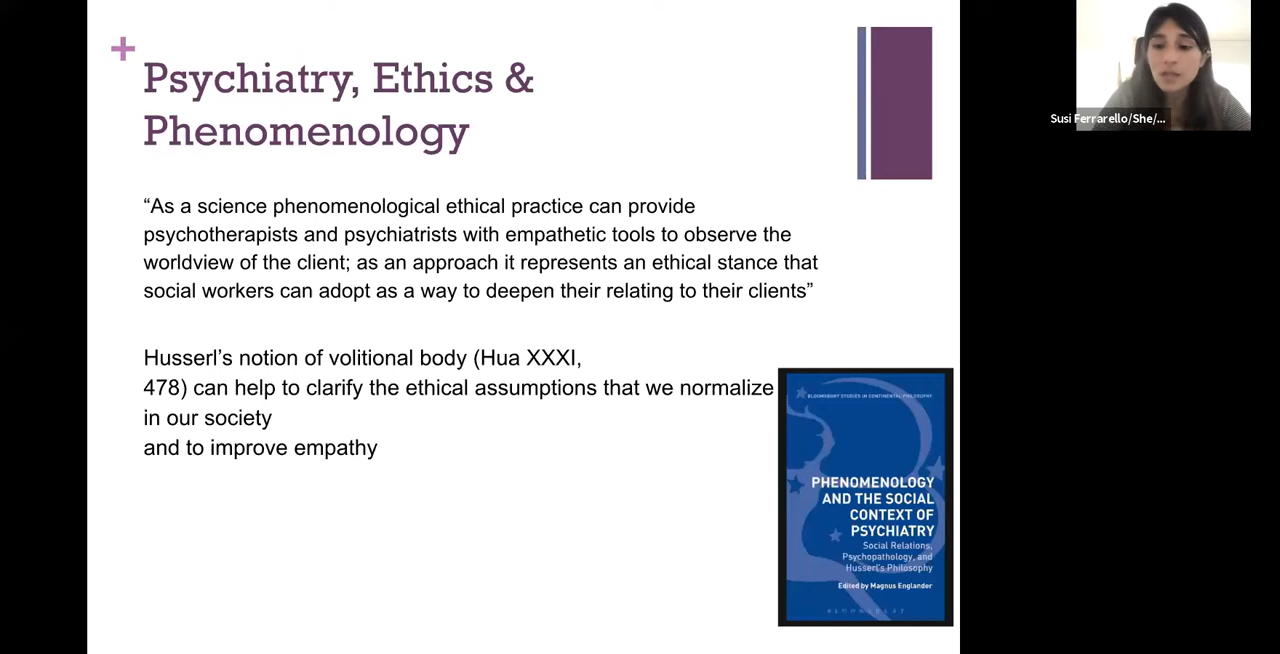 +
Psychiatry, Ethics &
Phenomenology
“As a science phenomenological ethical practice can provide
psychotherapists and psychiatrists with empathetic tools to observe the
worldview of the client; as an approach it represents an ethical stance that
social workers can adopt as a way to deepen their relating to their clients”
Husserl’s notion of volitional body (Hua XXXI,
478) can help to clarify the ethical assumptions that we normalize
in our society
and to improve empathy
BLOOMSBURY STUDIES IN CONTINENTAL PHILOSOPHY
PHENOMENOLOGY
AND THE SOCIAL
CONTEXT OF
PSYCHIATRY
Social Relations,
Psychopathology, and
Husserl’s Philosophy
Edited by Magnus Englander
BLOOMSBURY
Susi Ferrarello/She/...